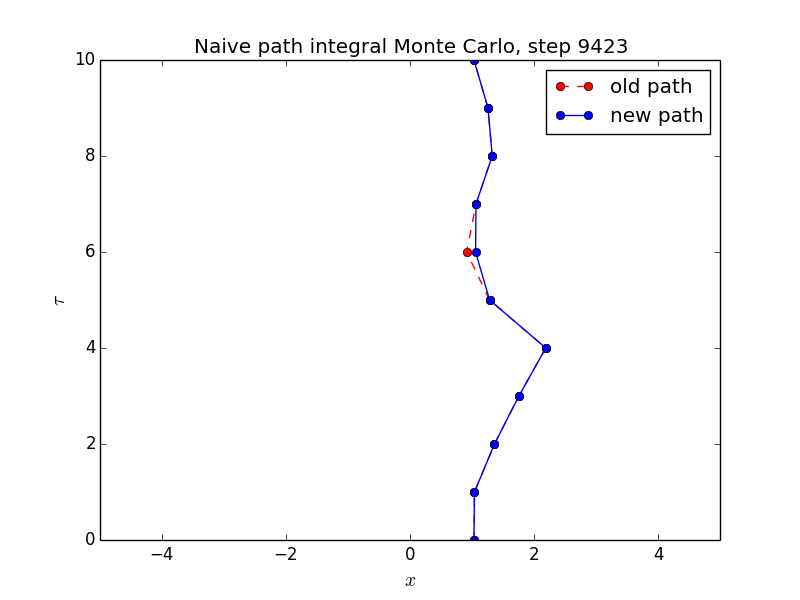 Naive path integral Monte Carlo, step 9423
10
8
6
4
2
0
τ
old path
new path
−4
−2
0
2
4
x